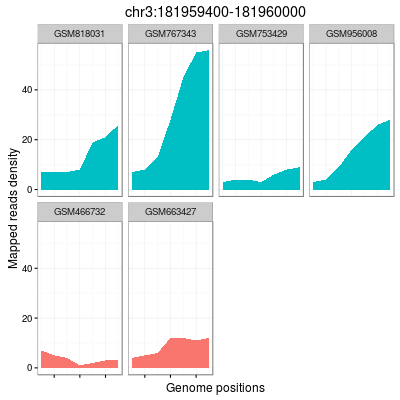 chr3:181959400-181960000
GSM818031 GSM767343 GSM753429 GSM956008
40
20
0
GSM466732 GSM663427
40
20
0
Mapped reads density
Genome positions